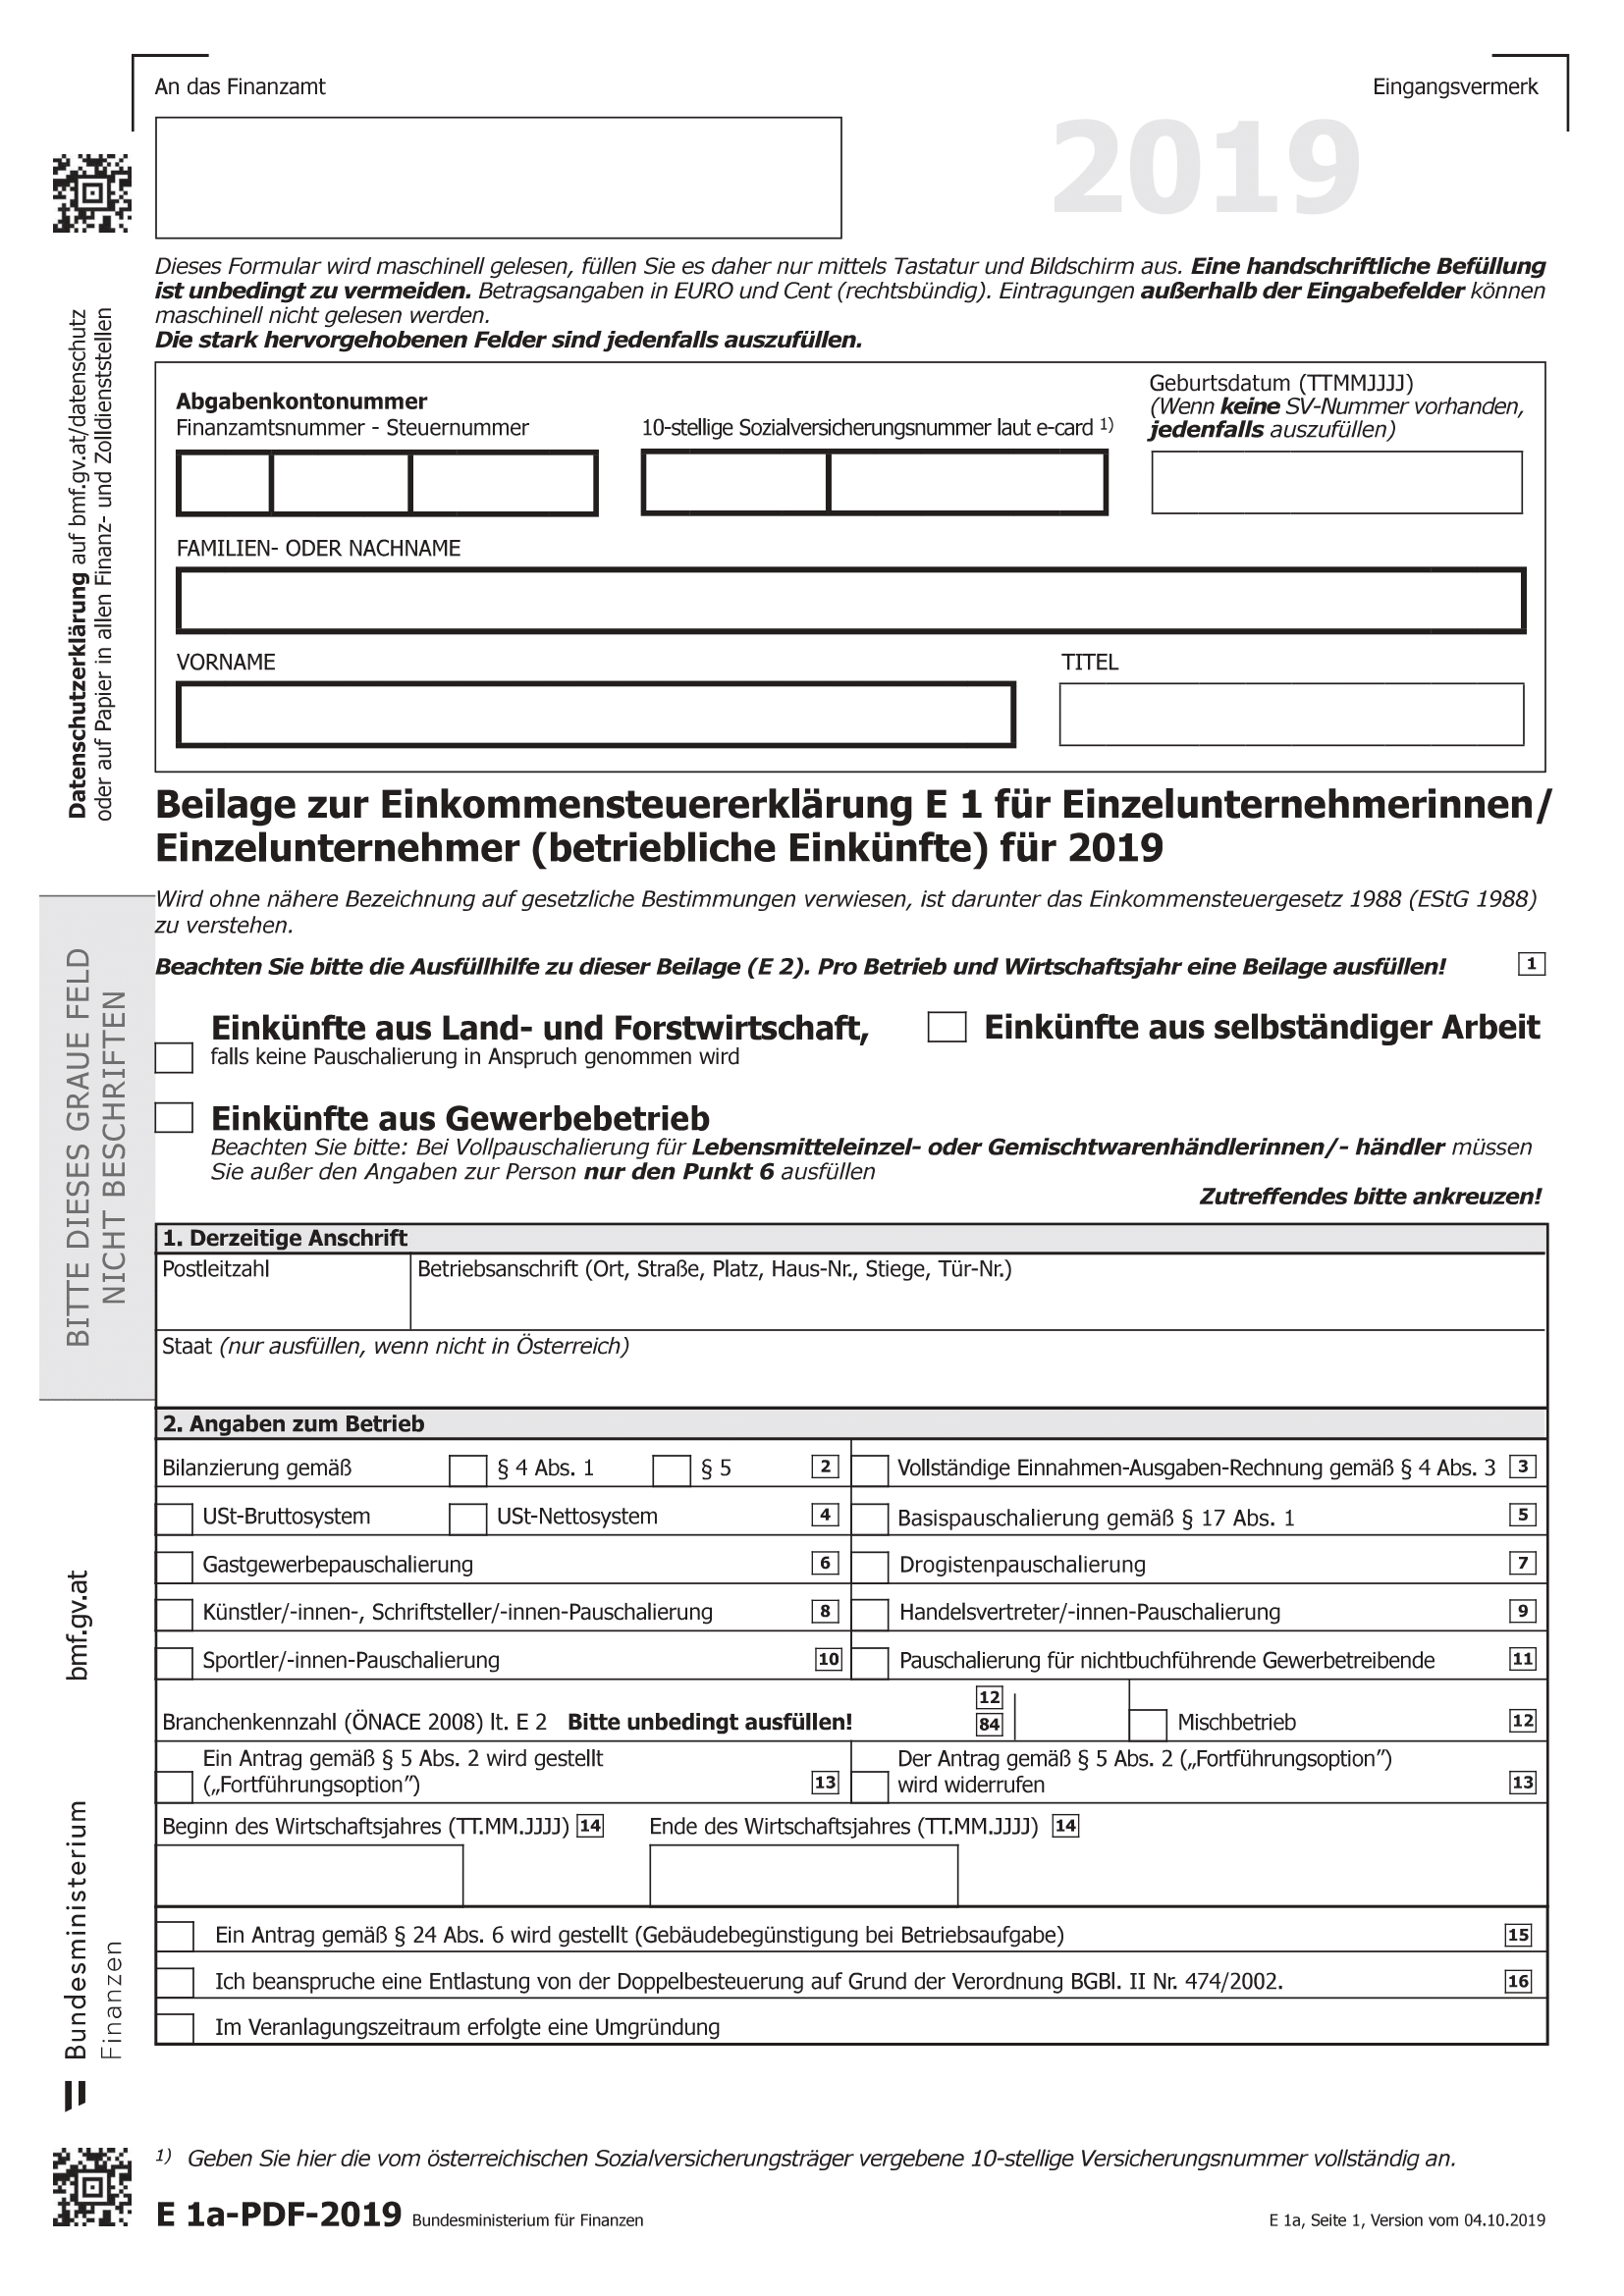 An das Finanzamt
Eingangsvermerk
2019
Dieses Formular wird maschinell gelesen, füllen Sie es daher nur mittels Tastatur und Bildschirm aus. Eine handschriftliche Befüllung
ist unbedingt zu vermeiden. Betragsangaben in EURO und Cent (rechtsbündig). Eintragungen außerhalb der Eingabefelder können
maschinell nicht gelesen werden.
Die stark hervorgehobenen Felder sind jedenfalls auszufüllen.
Datenschutzerklärung auf bmf.gv.at/datenschutz
oder auf Papier in allen Finanz- und Zolldienststellen
Abgabenkontonummer
Finanzamtsnummer - Steuernummer
10-stellige Sozialversicherungsnummer laut e-card 1)
Geburtsdatum (TTMMJJJJ)
(Wenn keine SV-Nummer vorhanden,
jedenfalls auszufüllen)
FAMILIEN- ODER NACHNAME
VORNAME
TITEL
Beilage zur Einkommensteuererklärung E 1 für Einzelunternehmerinnen/
Einzelunternehmer (betriebliche Einkünfte) für 2019
Wird ohne nähere Bezeichnung auf gesetzliche Bestimmungen verwiesen, ist darunter das Einkommensteuergesetz 1988 (EStG 1988)
zu verstehen.
Beachten Sie bitte die Ausfüllhilfe zu dieser Beilage (E 2). Pro Betrieb und Wirtschaftsjahr eine Beilage ausfüllen! 1
BITTE DIESES GRAUE FELD
NICHT BESCHRIFTEN
Einkünfte aus Land- und Forstwirtschaft,
falls keine Pauschalierung in Anspruch genommen wird
Einkünfte aus selbständiger Arbeit
Einkünfte aus Gewerbebetrieb
Beachten Sie bitte: Bei Vollpauschalierung für Lebensmitteleinzel- oder Gemischtwarenhändlerinnen/- händler müssen
Sie außer den Angaben zur Person nur den Punkt 6 ausfüllen
Zutreffendes bitte ankreuzen!
1. Derzeitige Anschrift
Postleitzahl
Betriebsanschrift (Ort, Straße, Platz, Haus-Nr., Stiege, Tür-Nr.)
Staat (nur ausfüllen, wenn nicht in Österreich)
2. Angaben zum Betrieb
Bilanzierung gemäß § 4 Abs. 1 § 5 2
Vollständige Einnahmen-Ausgaben-Rechnung gemäß § 4 Abs. 3 3
USt-Bruttosystem USt-Nettosystem 4
Basispauschalierung gemäß § 17 Abs. 1 5
Gastgewerbepauschalierung 6
Drogistenpauschalierung 7
Künstler/-innen-, Schriftsteller/-innen-Pauschalierung 8
Handelsvertreter/-innen-Pauschalierung 9
Sportler/-innen-Pauschalierung 10
Pauschalierung für nichtbuchführende Gewerbetreibende 11
12
Branchenkennzahl (ÖNACE 2008) lt. E 2 Bitte unbedingt ausfüllen! 84
Mischbetrieb 12
Ein Antrag gemäß § 5 Abs. 2 wird gestellt
(„Fortführungsoption”) 13
Der Antrag gemäß § 5 Abs. 2 („Fortführungsoption”)
wird widerrufen 13
Beginn des Wirtschaftsjahres (TT.MM.JJJJ) 14
Ende des Wirtschaftsjahres (TT.MM.JJJJ) 14
Ein Antrag gemäß § 24 Abs. 6 wird gestellt (Gebäudebegünstigung bei Betriebsaufgabe) 15
Ich beanspruche eine Entlastung von der Doppelbesteuerung auf Grund der Verordnung BGBl. II Nr. 474/2002. 16
Im Veranlagungszeitraum erfolgte eine Umgründung
bmf.gv.at
Bundesministerium
Finanzen
1) Geben Sie hier die vom österreichischen Sozialversicherungsträger vergebene 10-stellige Versicherungsnummer vollständig an.
E 1a-PDF-2019 Bundesministerium für Finanzen
E 1a, Seite 1, Version vom 04.10.2019